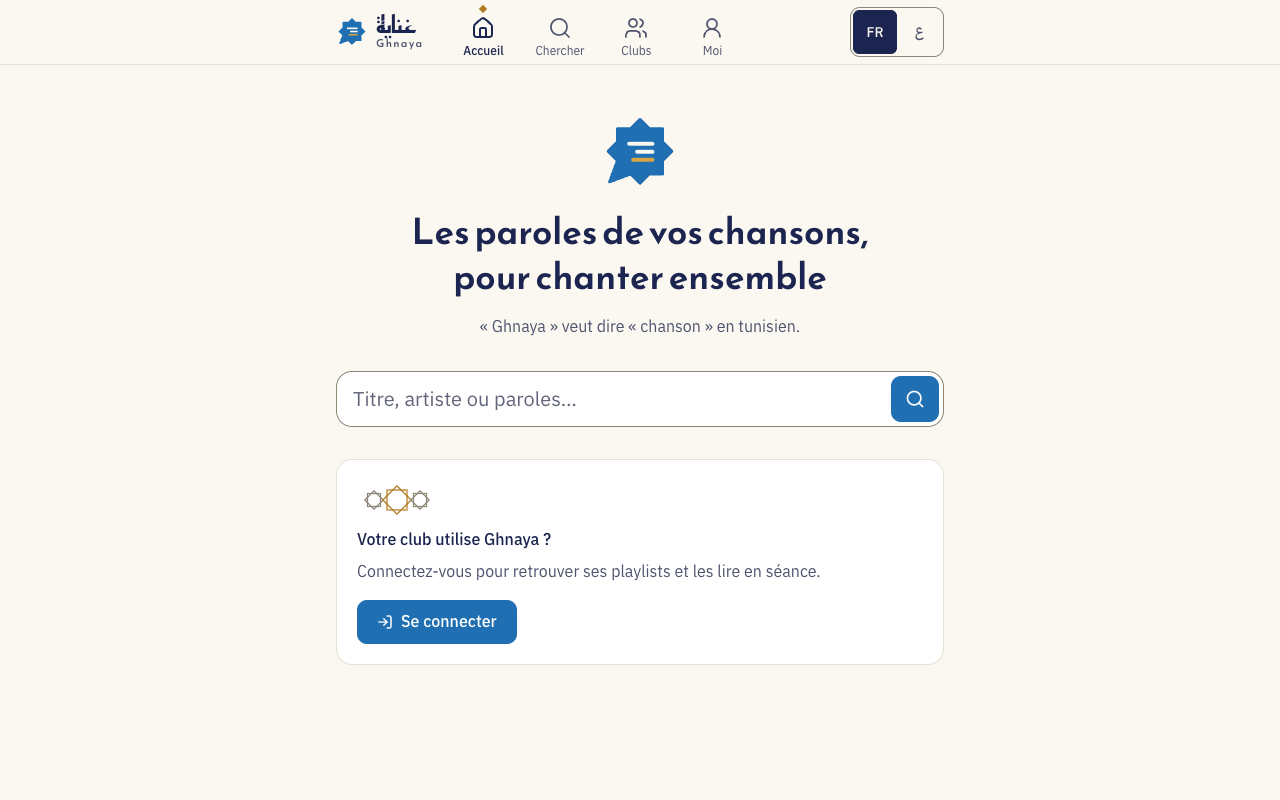 غناية
Ghnaya
Accueil
Chercher
Clubs
Moi
FR
ع
Les paroles de vos chansons,
pour chanter ensemble
« Ghnaya » veut dire « chanson » en tunisien.
Titre, artiste ou paroles...
Votre club utilise Ghnaya ?
Connectez-vous pour retrouver ses playlists et les lire en séance.
Se connecter